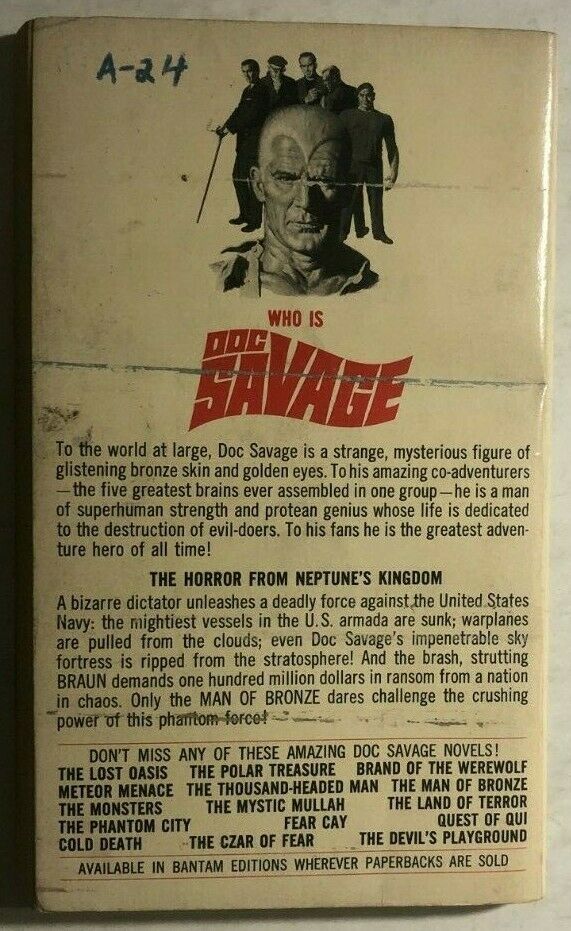 A-24
WHO IS
DOC
SAVAGE
To the world at large, Doc Savage is a strange, mysterious figure of
glistening bronze skin and golden eyes. To his amazing co-adventurers
—the five greatest brains ever assembled in one group—he is a man
of superhuman strength and protean genius whose life is dedicated
to the destruction of evil-doers. To his fans he is the greatest adven-
ture hero of all time!
THE HORROR FROM NEPTUNE'S KINGDOM
A bizarre dictator unleashes a deadly force against the United States
Navy: the mightiest vessels in the U.S. armada are sunk; warplanes
are pulled from the clouds; even Doc Savage's impenetrable sky
fortress is ripped from the stratosphere! And the brash, strutting
BRAUN demands one hundred million dollars in ransom from a nation
in chaos. Only the MAN OF BRONZE dares challenge the crushing
power of this phantom force!
DON'T MISS ANY OF THESE AMAZING DOC SAVAGE NOVELS!
THE LOST OASIS THE POLAR TREASURE BRAND OF THE WEREWOLF
METEOR MENACE THE THOUSAND-HEADED MAN THE MAN OF BRONZE
THE MONSTERS THE MYSTIC MULLAH THE LAND OF TERROR
THE PHANTOM CITY FEAR CAY QUEST OF QUI
COLD DEATH THE CZAR OF FEAR THE DEVIL'S PLAYGROUND
AVAILABLE IN BANTAM EDITIONS WHEREVER PAPERBACKS ARE SOLD